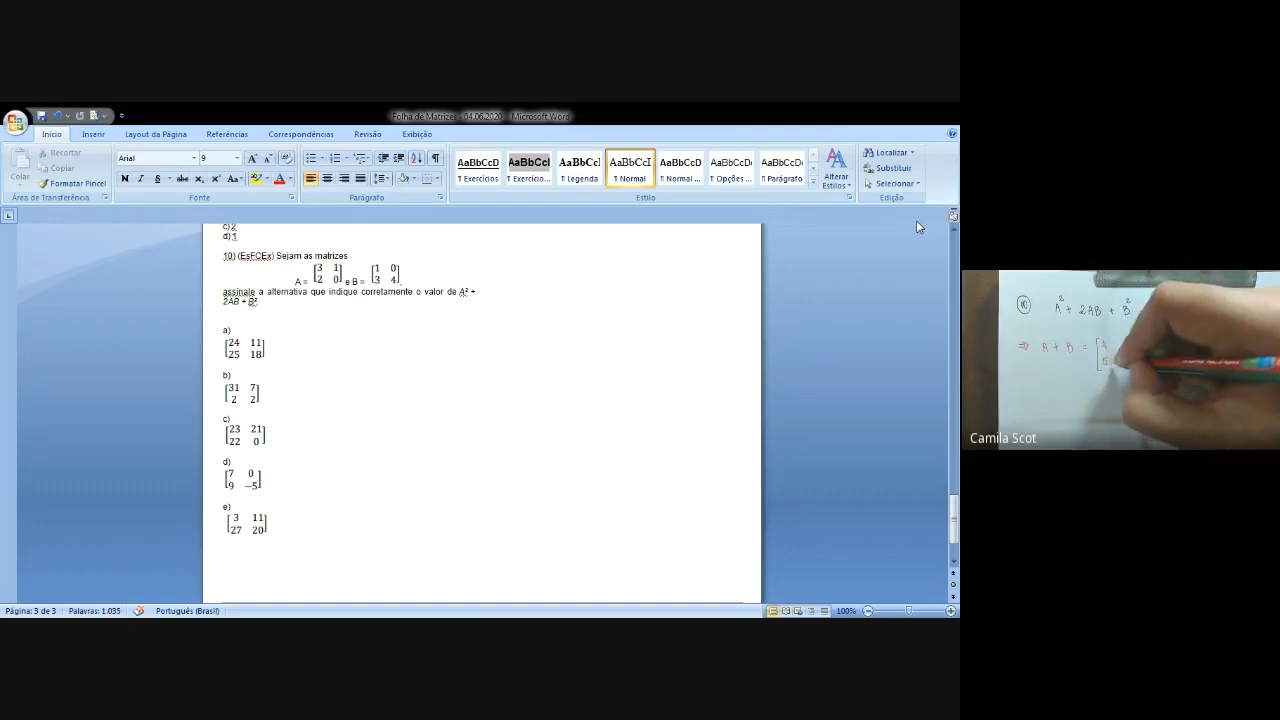 Folha de Matrizes - 04.06.2020 - Microsoft Word
Início Inserir Layout da Página Referências Correspondências Revisão Exibição
Colar
Recortar
Copiar
Formatar Pincel
Área de Transferência
Arial 9
Fonte
Parágrafo
AaBbCcD AaBbCcI AaBbCcI AaBbCcI AaBbCcD AaBbCc AaBbCcDc
¶ Exercícios ¶ Exercício... ¶ Legenda ¶ Normal ¶ Normal ... ¶ Opções ... ¶ Parágrafo
Alterar
Estilos
Estilo
Localizar
Substituir
Selecionar
Edição
c) 2
d) 1
10) (EsFCEx) Sejam as matrizes
A = [3 1
2 0] e B = [1 0
3 4],
assinale a alternativa que indique corretamente o valor de A² +
2AB + B²
a)
[24 11
25 18]
b)
[31 7
2 2]
c)
[23 21
22 0]
d)
[7 0
9 −5]
e)
[3 11
27 20]
Página: 3 de 3 Palavras: 1.035 Português (Brasil) 100%
10 A² + 2AB + B²
⇒ A + B = [4
Camila Scot